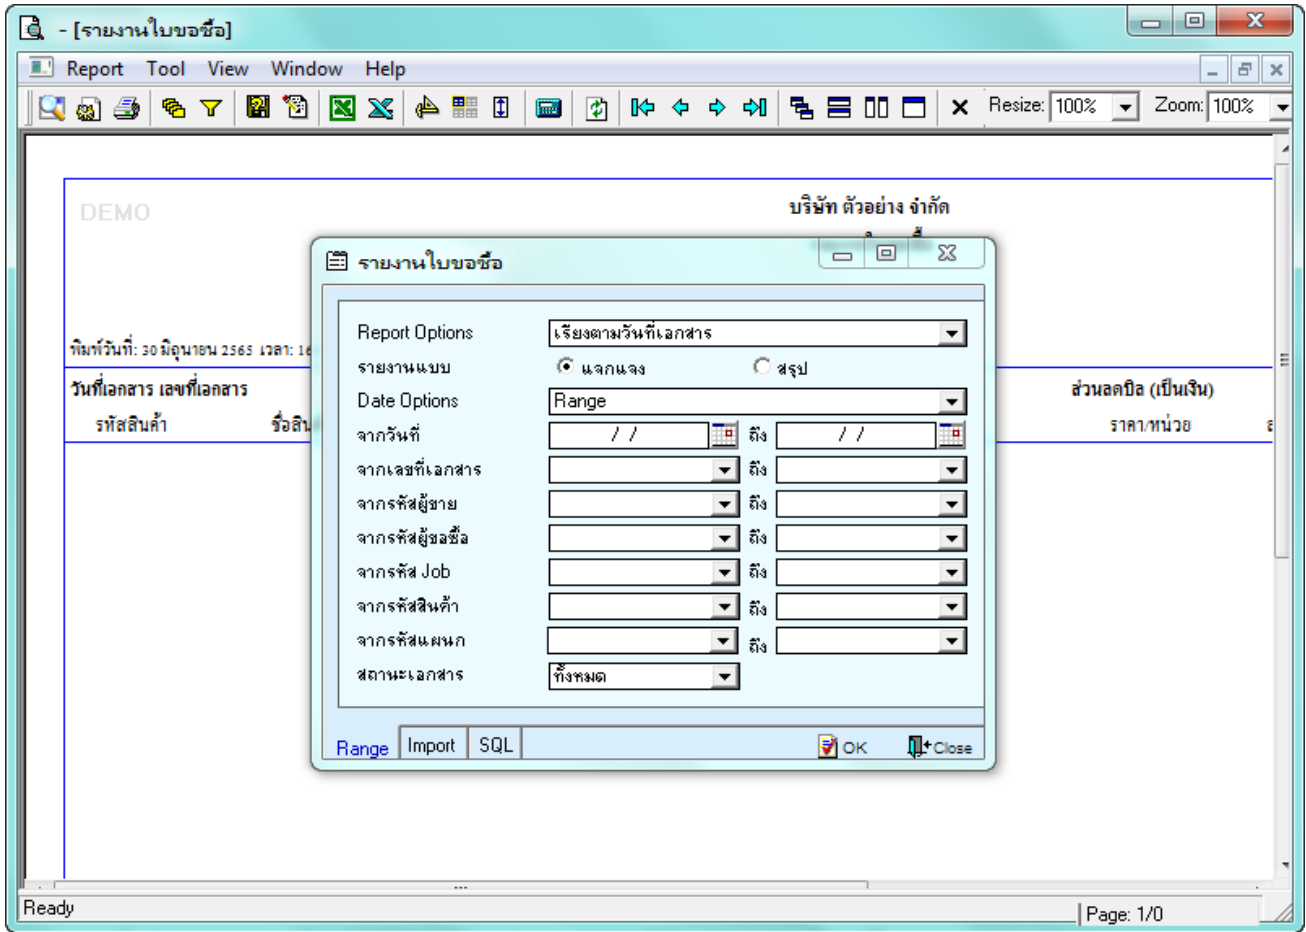 - [รายงานใบขอซื้อ]
Report Tool View Window Help
Resize: 100% Zoom: 100%
DEMO
บริษัท ตัวอย่าง จำกัด
รายงานใบขอซื้อ
พิมพ์วันที่: 30 มิถุนายน 2565 เวลา: 16
วันที่เอกสาร เลขที่เอกสาร
ส่วนลดบิล (เป็นเงิน)
รหัสสินค้า
ราคา/หน่วย
Report Options เรียงตามวันที่เอกสาร
รายงานแบบ แจกแจง สรุป
Date Options Range
จากวันที่ / / ถึง / /
จากเลขที่เอกสาร ถึง
จากรหัสผู้ขาย ถึง
จากรหัสผู้ขอซื้อ ถึง
จากรหัส Job ถึง
จากรหัสสินค้า ถึง
จากรหัสแผนก ถึง
สถานะเอกสาร ทั้งหมด
Range Import SQL OK Close
Ready
Page: 1/0